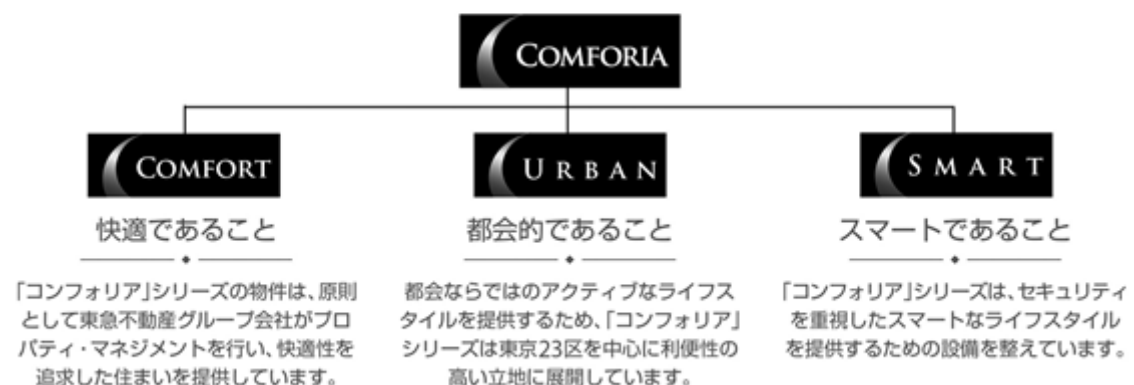 COMFORIA
COMFORT
快適であること
「コンフォリア」シリーズの物件は、原則
として東急不動産グループ会社がプロ
パティ・マネジメントを行い、快適性を
追求した住まいを提供しています。
URBAN
都会的であること
都会ならではのアクティブなライフス
タイルを提供するため、「コンフォリア」
シリーズは東京23区を中心に利便性の
高い立地に展開しています。
SMART
スマートであること
「コンフォリア」シリーズは、セキュリティ
を重視したスマートなライフスタイル
を提供するための設備を整えています。